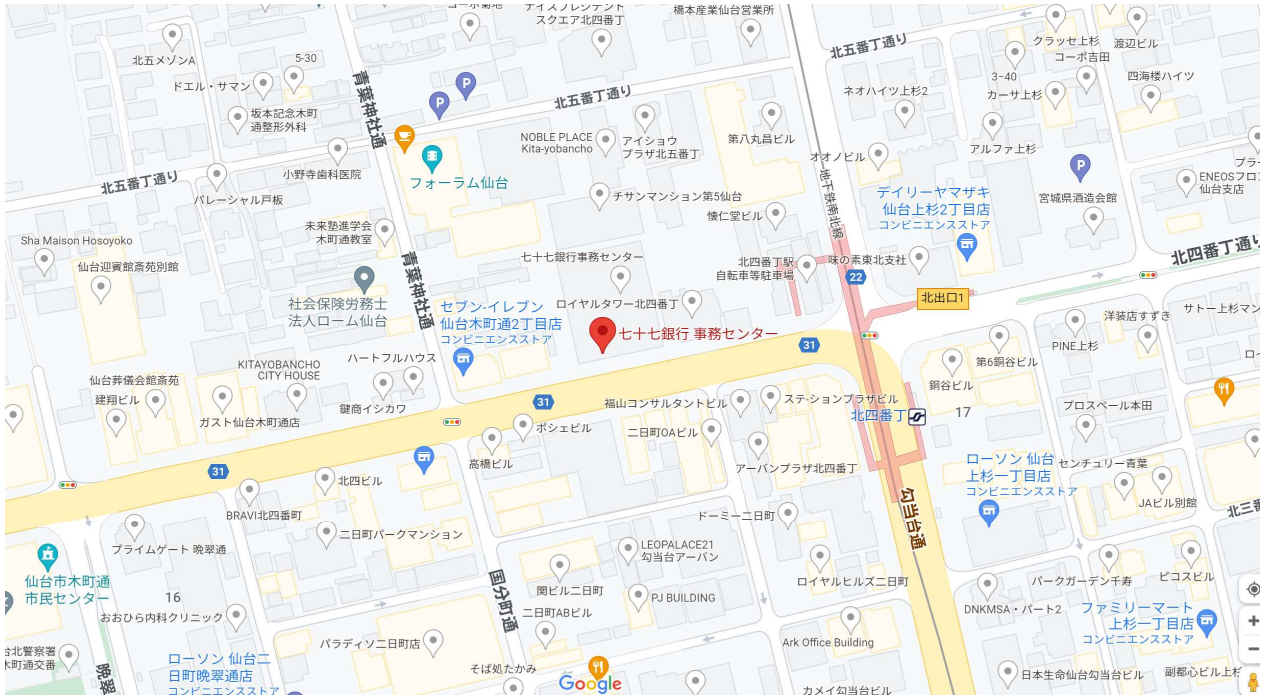 コーポ菊地
デイスプレシデント
スクエア北四番丁
橋本産業仙台営業所
北五番丁通り
クラッセ上杉
渡辺ビル
コーポ吉田
北五メゾンA
5-30
ドエル・サマン
青葉神社通
P
P
北五番丁通り
3-40
カーサ上杉
四海楼ハイツ
ネオハイツ上杉2
坂本記念木町
通整形外科
NOBLE PLACE
Kita-yobancho
アイショウ
プラザ北五番丁
第八丸昌ビル
アルファ上杉
オオノビル
P
ENEOSフロ
仙台支店
小野寺歯科医院
フォーラム仙台
北五番丁通り
バレーシャル戸板
チサンマンション第5仙台
地下鉄南北線
デイリーヤマザキ
仙台上杉2丁目店
コンビニエンスストア
宮城県酒造会館
懐仁堂ビル
未来塾進学会
木町通教室
Sha Maison Hosoyoko
仙台迎賓館斎苑別館
青葉神社通
七十七銀行事務センター
北四番丁駅
自転車等駐車場
味の素東北支社
22
北四番丁通り
北出口1
社会保険労務士
法人ローム仙台
セブン-イレブン
仙台木町通2丁目店
コンビニエンスストア
ロイヤルタワー北四番丁
七十七銀行 事務センター
洋装店すずき
サトー上杉マン
PINE上杉
31
第6銅谷ビル
KITAYOBANCHO
CITY HOUSE
ハートフルハウス
仙台葬儀会館斎苑
建翔ビル
ガスト仙台木町通店
鍵商イシカワ
31
福山コンサルタントビル
ステーションプラザビル
北四番丁
銅谷ビル
17
プロスペール本田
ポシェビル
二日町OAビル
高橋ビル
アーバンプラザ北四番丁
ローソン 仙台
上杉一丁目店
コンビニエンスストア
センチュリー青葉
JAビル別館
31
北四ビル
BRAVI北四番町
勾当台通
北三番
プライムゲート 晩翠通
二日町パークマンション
ドーミー二日町
LEOPALACE21
勾当台アーバン
仙台市木町通
市民センター
16
国分町通
関ビル二日町
PJ BUILDING
ロイヤルヒルズ二日町
パークガーデン千寿
ピコスビル
おおひら内科クリニック
二日町ABビル
DNKMSA・パート2
ファミリーマート
上杉一丁目店
コンビニエンスストア
台北警察署
木町通交番
晩翠
パラディソ二日町店
Ark Office Building
ローソン 仙台二
日町晩翠通店
コンビニエンスストア
そば処たかみ
Google
カメイ勾当台ビル
日本生命仙台勾当台ビル
副都心ビル上杉